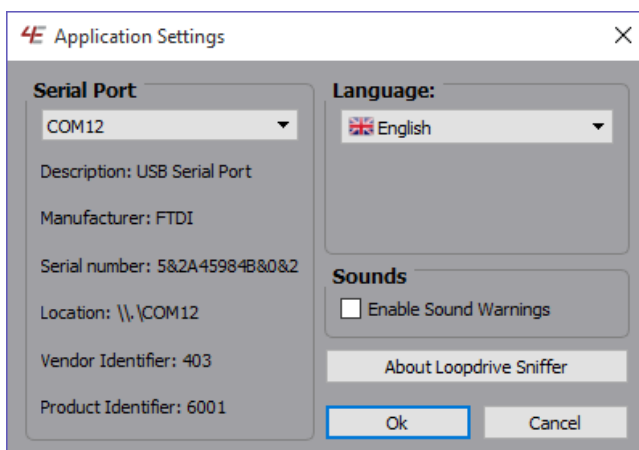 4E Application Settings
Serial Port
COM12
Description: USB Serial Port
Manufacturer: FTDI
Serial number: 5&2A45984B&0&2
Location: \\.\COM12
Vendor Identifier: 403
Product Identifier: 6001
Language:
English
Sounds
Enable Sound Warnings
About Loopdrive Sniffer
Ok Cancel